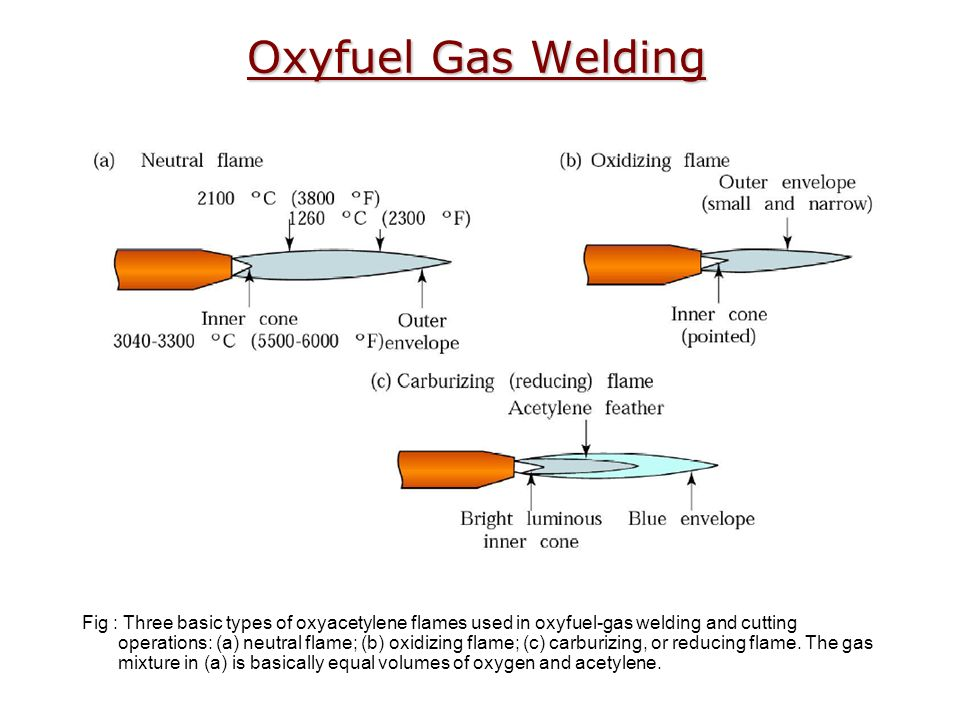 Oxyfuel Gas Welding
(a) Neutral flame
2100 °C (3800 °F)
1260 °C (2300 °F)
Inner cone
3040-3300 °C (5500-6000 °F)
Outer
envelope
(b) Oxidizing flame
Outer envelope
(small and narrow)
Inner cone
(pointed)
(c) Carburizing (reducing) flame
Acetylene feather
Bright luminous
inner cone
Blue envelope
Fig : Three basic types of oxyacetylene flames used in oxyfuel-gas welding and cutting
operations: (a) neutral flame; (b) oxidizing flame; (c) carburizing, or reducing flame. The gas
mixture in (a) is basically equal volumes of oxygen and acetylene.